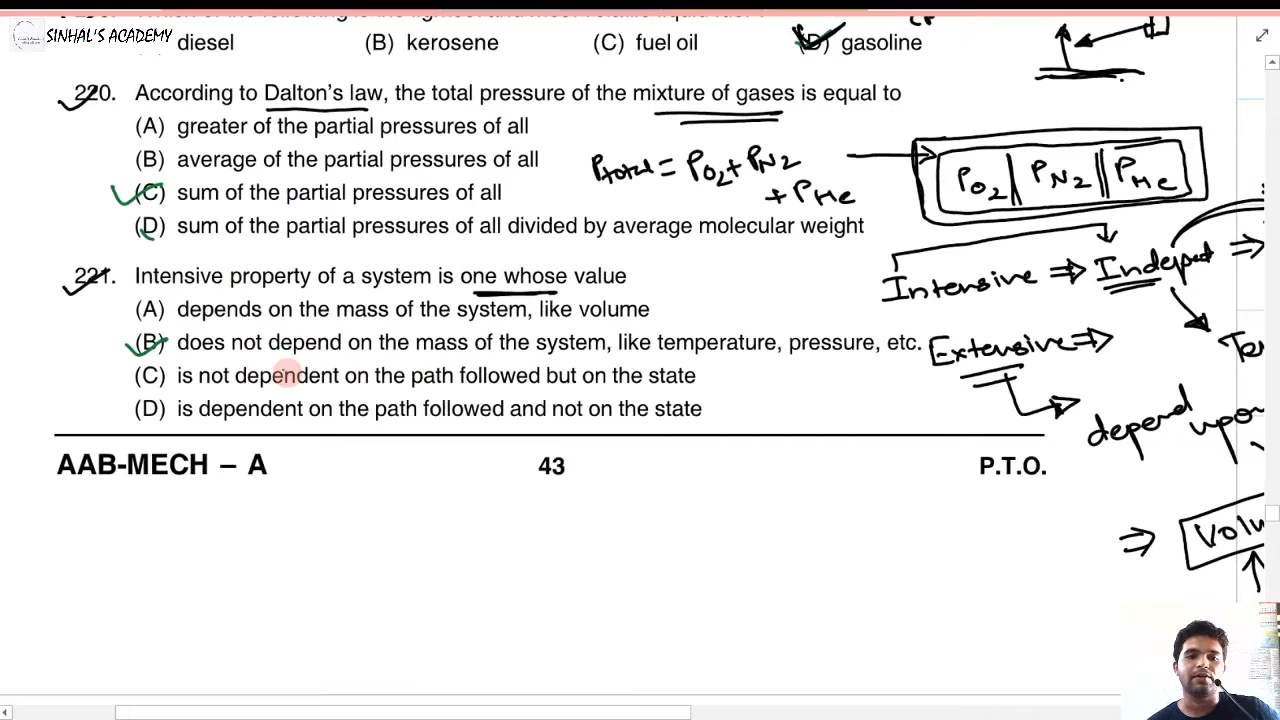 SINHAL'S ACADEMY
diesel (B) kerosene (C) fuel oil (D) gasoline
220. According to Dalton's law, the total pressure of the mixture of gases is equal to
(A) greater of the partial pressures of all
(B) average of the partial pressures of all
(C) sum of the partial pressures of all
(D) sum of the partial pressures of all divided by average molecular weight
Ptotal = PO2 + PN2
+ PHe
PO2 | PN2 || PHe
221. Intensive property of a system is one whose value
(A) depends on the mass of the system, like volume
(B) does not depend on the mass of the system, like temperature, pressure, etc.
(C) is not dependent on the path followed but on the state
(D) is dependent on the path followed and not on the state
Intensive ⇒ Indepedt ⇒
Extensive ⇒
depend upon
⇒
AAB-MECH – A 43 P.T.O.